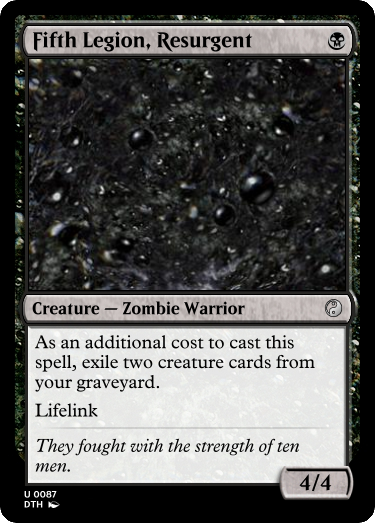 Fifth Legion, Resurgent
Creature — Zombie Warrior
As an additional cost to cast this
spell, exile two creature cards from
your graveyard.
Lifelink
They fought with the strength of ten
men.
4/4
U 0087
DTH